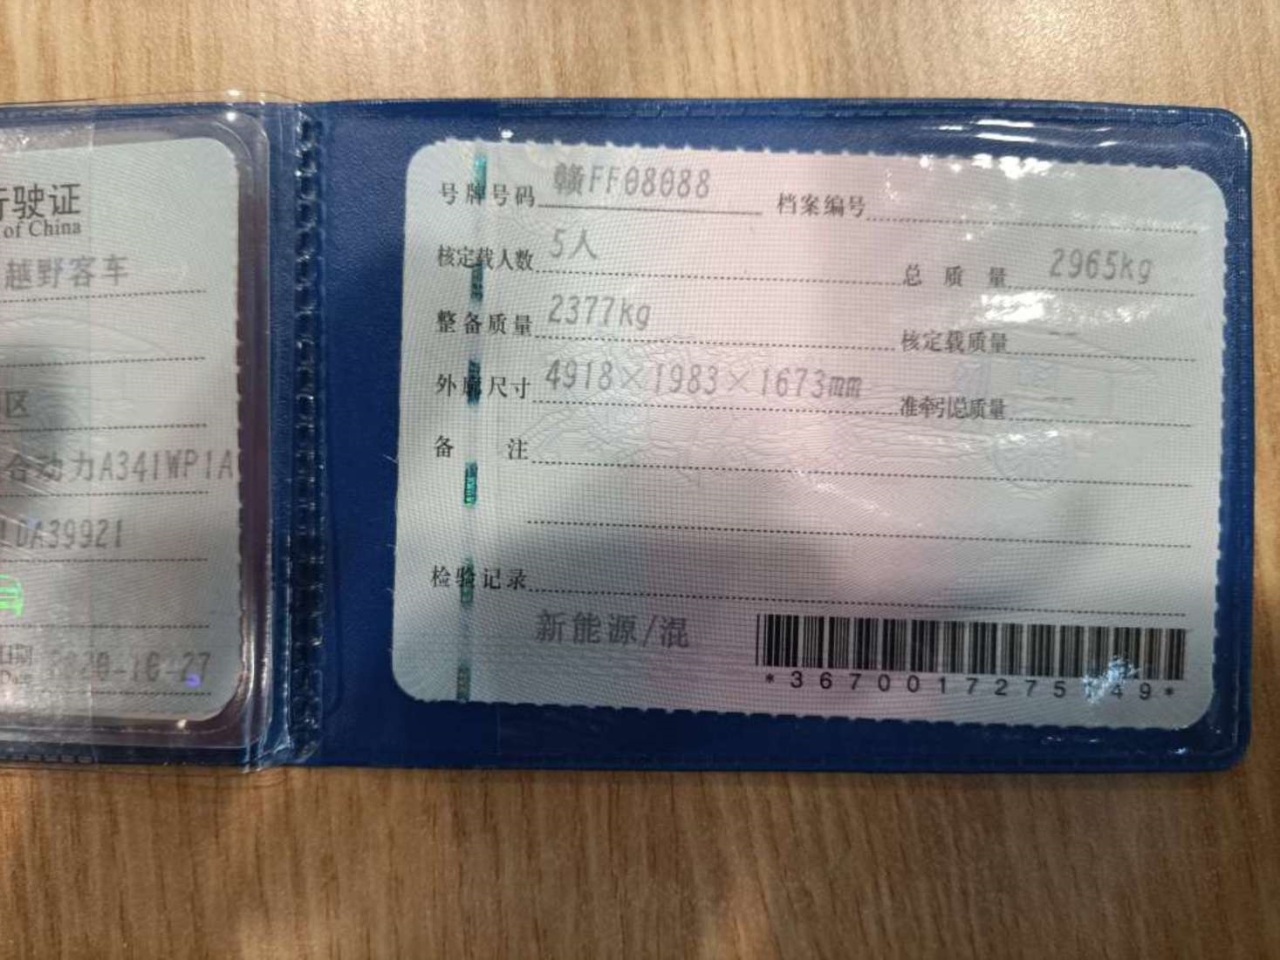 行驶证
of China
越野客车
区
合动力A341WP1A
LDA39921
日期
Date
2020-10-27
号牌号码 赣FF08088 档案编号
核定载人数 5人 总质量 2965kg
整备质量 2377kg 核定载质量 --
外廓尺寸 4918×1983×1673mm 准牵引总质量 --
备注
检验记录
新能源/混